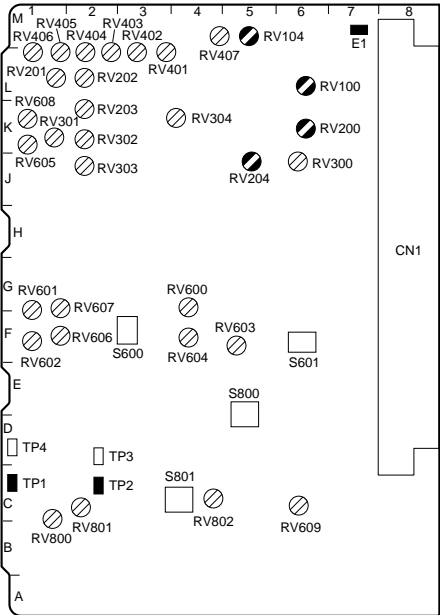 1 2 3 4 5 6 7 8
M
RV405 RV403
RV406 RV404 RV402
RV407 RV104 E1
RV401
RV201 RV202
L
RV100
RV608 RV203
RV301 RV304
K
RV200
RV302
RV605
RV303 RV204 RV300
J
H
CN1
G
RV601 RV607 RV600
F
RV606 RV603
RV602 S600 RV604 S601
E
S800
D
TP4 TP3
TP1 TP2 S801
C
RV801 RV802 RV609
RV800
B
A